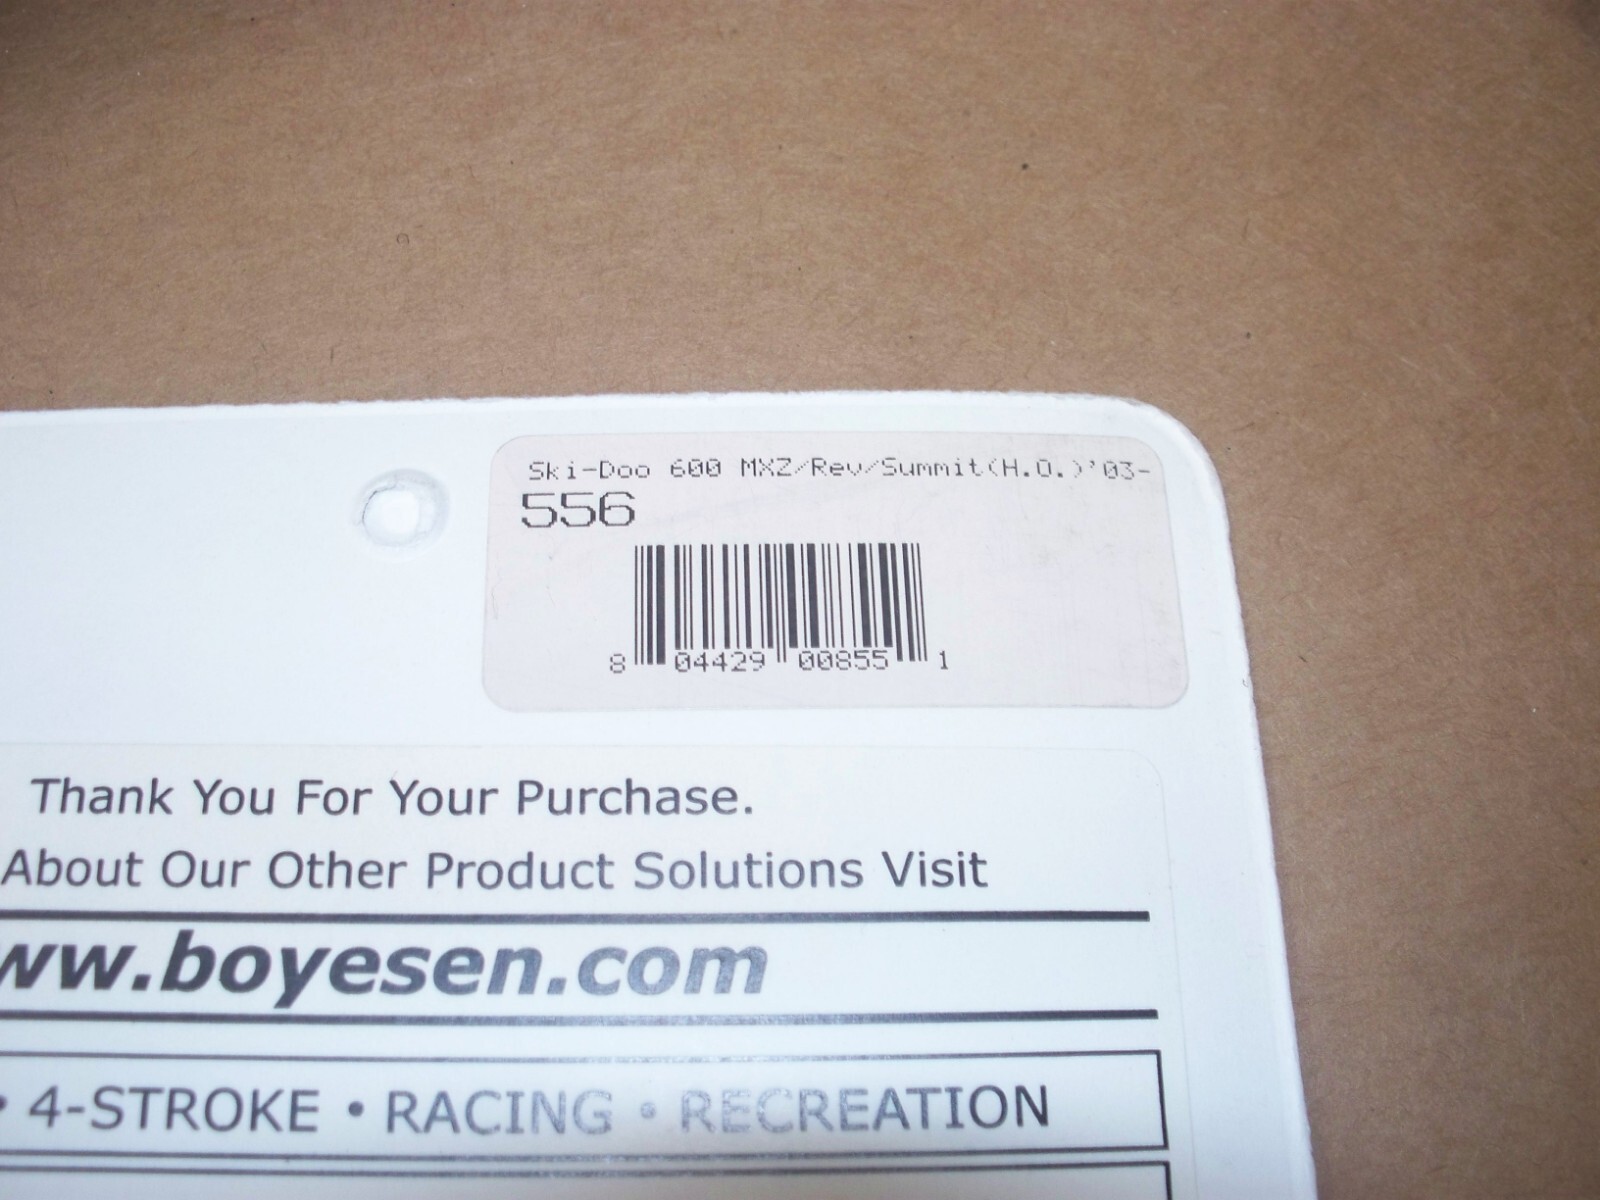 Ski-Doo 600 MXZ/Rev/Summit(H.O.)'03-
556
8 04429 00855 1
Thank You For Your Purchase.
About Our Other Product Solutions Visit
ww.boyesen.com
• 4-STROKE • RACING • RECREATION